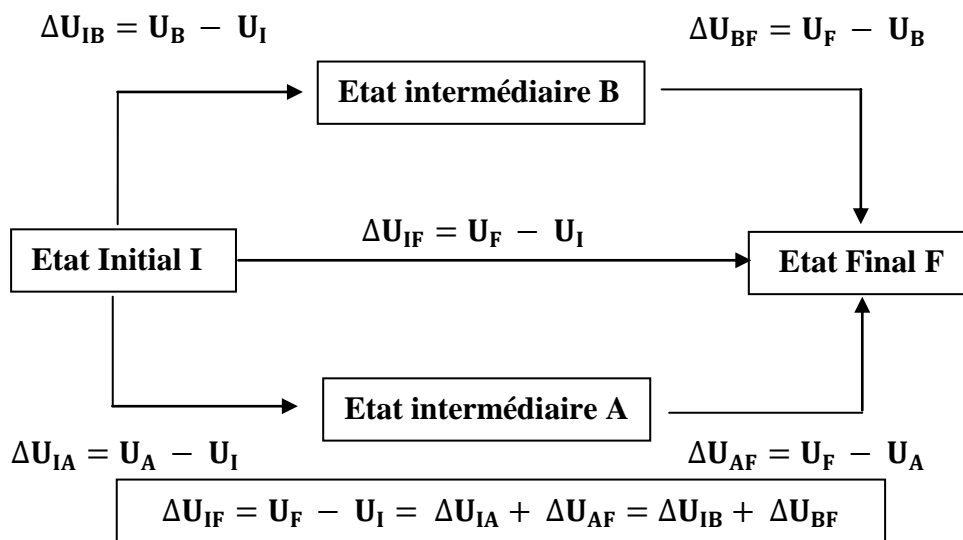 ΔU_IB = U_B − U_I
ΔU_BF = U_F − U_B
Etat intermédiaire B
ΔU_IF = U_F − U_I
Etat Initial I
Etat Final F
Etat intermédiaire A
ΔU_IA = U_A − U_I
ΔU_AF = U_F − U_A
ΔU_IF = U_F − U_I = ΔU_IA + ΔU_AF = ΔU_IB + ΔU_BF